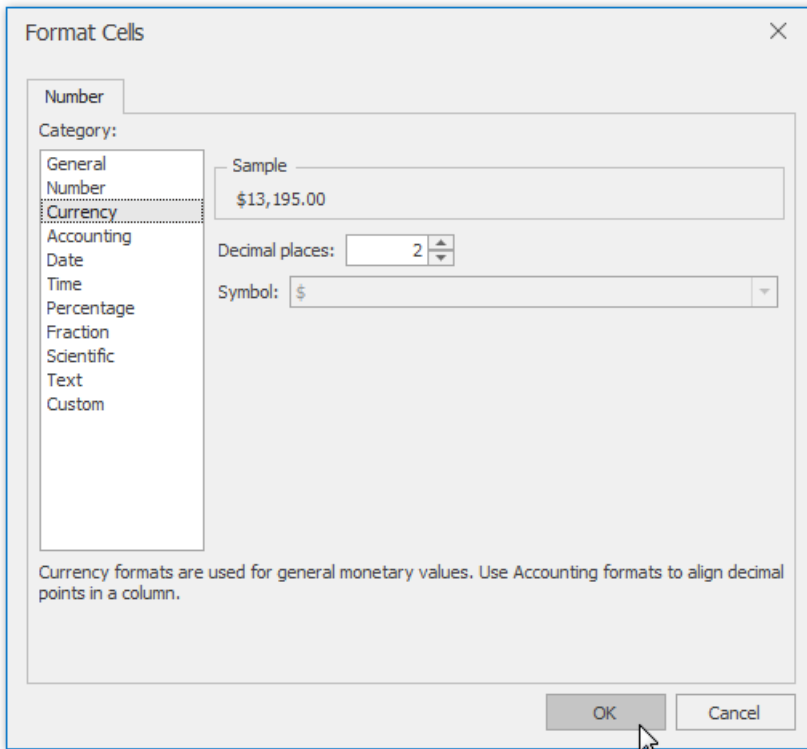 Format Cells
Number
Category:
General
Number
Currency
Accounting
Date
Time
Percentage
Fraction
Scientific
Text
Custom
Sample
$13,195.00
Decimal places: 2
Symbol: $
Currency formats are used for general monetary values. Use Accounting formats to align decimal
points in a column.
OK Cancel